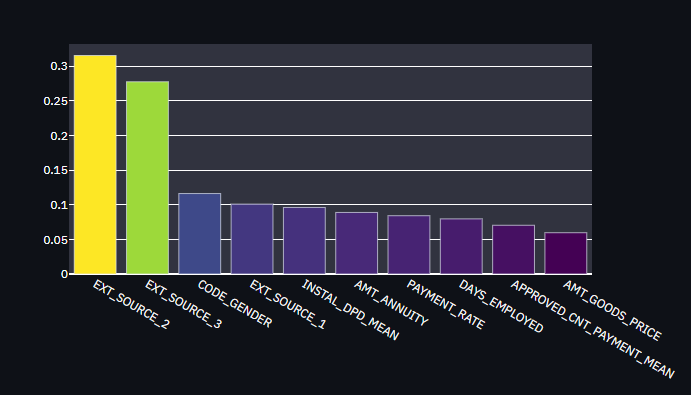 0.3
0.25
0.2
0.15
0.1
0.05
0
EXT_SOURCE_2
EXT_SOURCE_3
CODE_GENDER
EXT_SOURCE_1
INSTAL_DPD_MEAN
AMT_ANNUITY
PAYMENT_RATE
DAYS_EMPLOYED
APPROVED_CNT_PAYMENT_MEAN
AMT_GOODS_PRICE